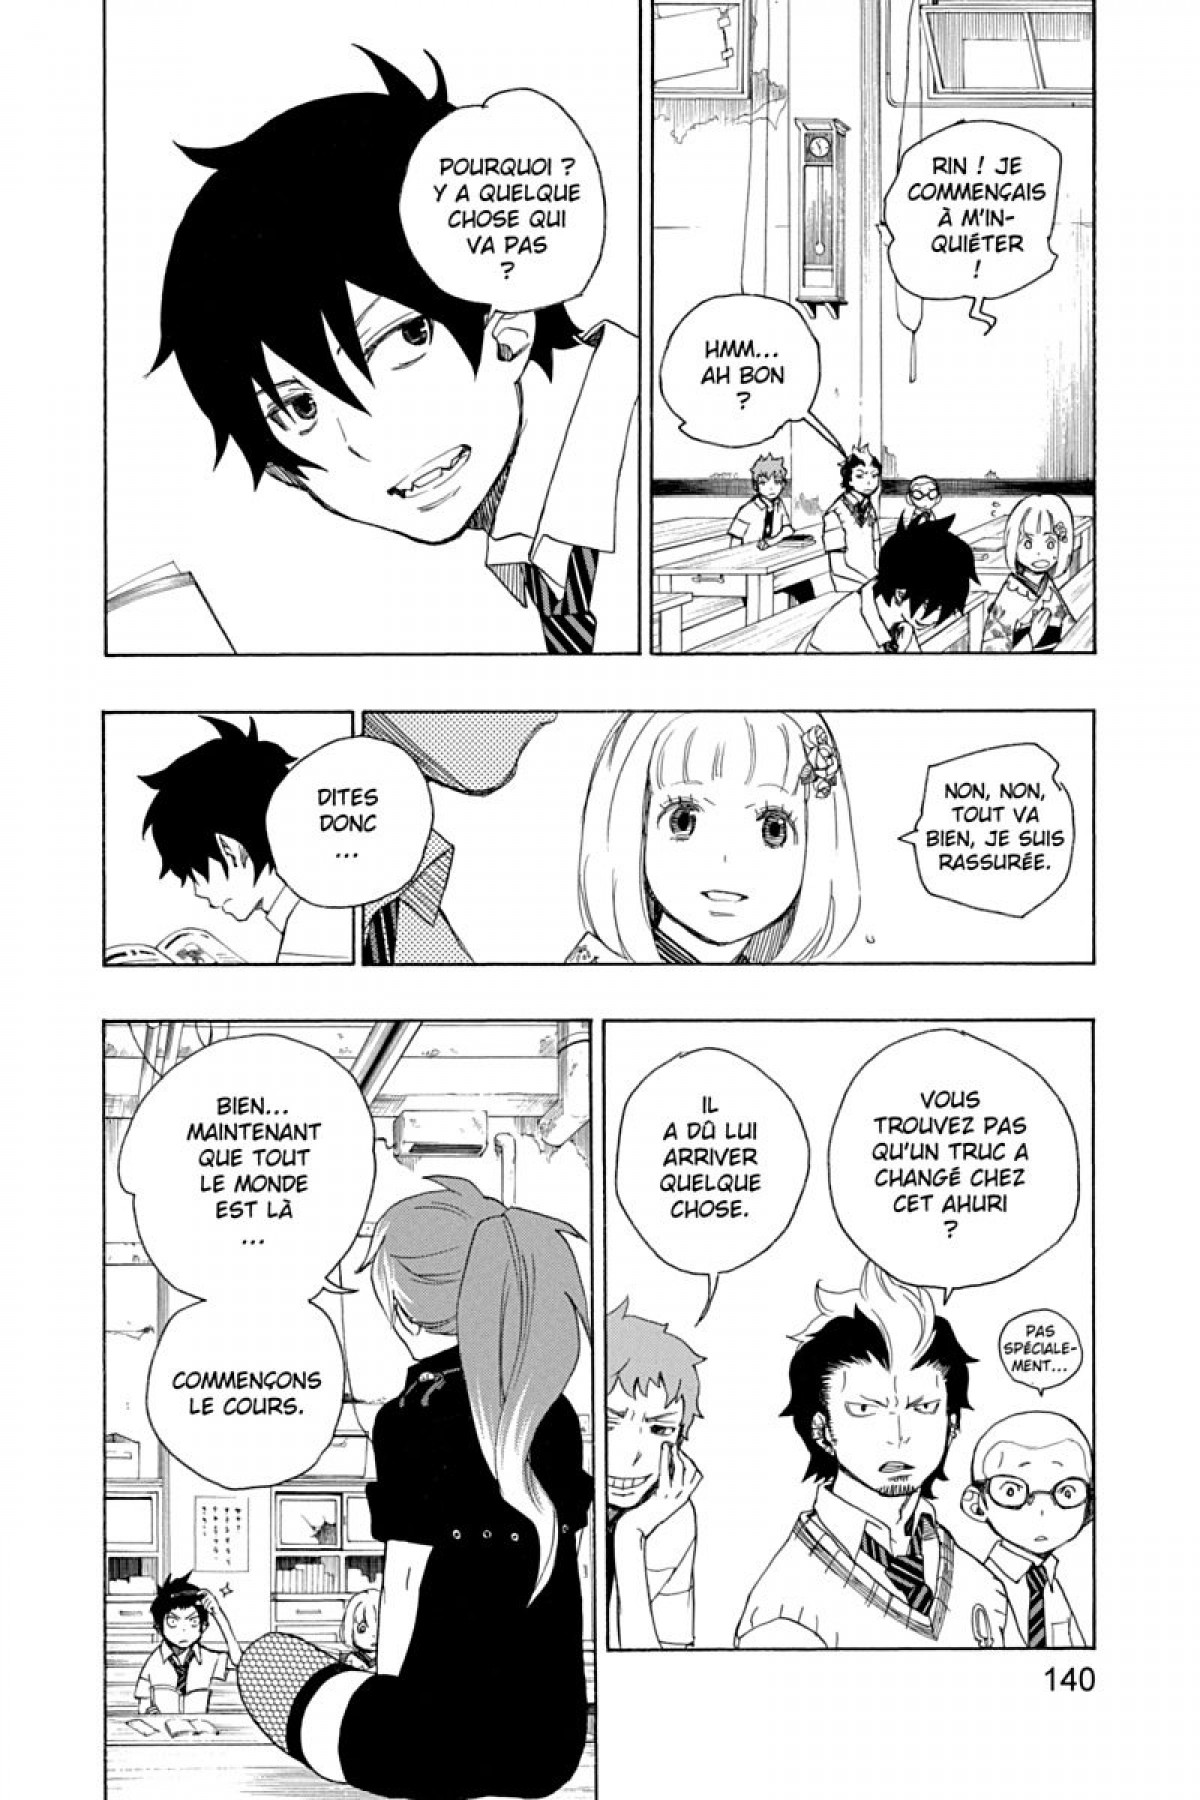 RIN ! JE
COMMENÇAIS
À M'IN-
QUIÉTER
!
HMM...
AH BON
?
POURQUOI ?
Y A QUELQUE
CHOSE QUI
VA PAS
?
NON, NON,
TOUT VA
BIEN, JE SUIS
RASSURÉE.
DITES
DONC
...
VOUS
TROUVEZ PAS
QU'UN TRUC A
CHANGÉ CHEZ
CET AHURI
?
PAS
SPÉCIALE-
MENT...
IL
A DÛ LUI
ARRIVER
QUELQUE
CHOSE.
BIEN...
MAINTENANT
QUE TOUT
LE MONDE
EST LÀ
...
COMMENÇONS
LE COURS.
140